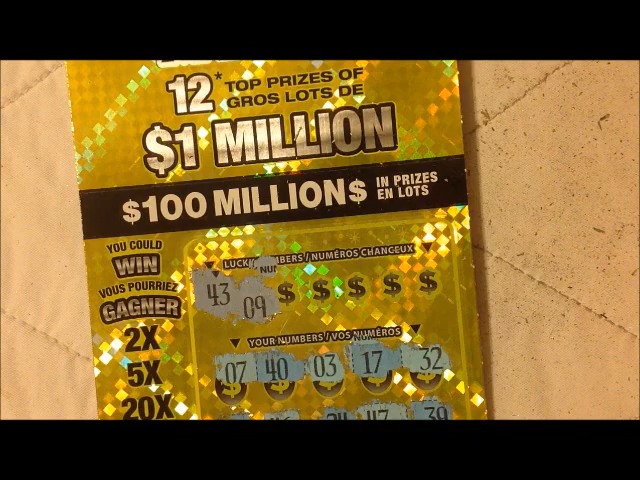 12* TOP PRIZES OF
GROS LOTS DE
$1 MILLION
$100 MILLION$ IN PRIZES
EN LOTS
YOU COULD
WIN
VOUS POURRIEZ
GAGNER
2X
5X
20X
LUCKY NUMBERS / NUMÉROS CHANCEUX
43 09 $ $ $ $ $
YOUR NUMBERS / VOS NUMÉROS
07 40 03 17 32
47 39